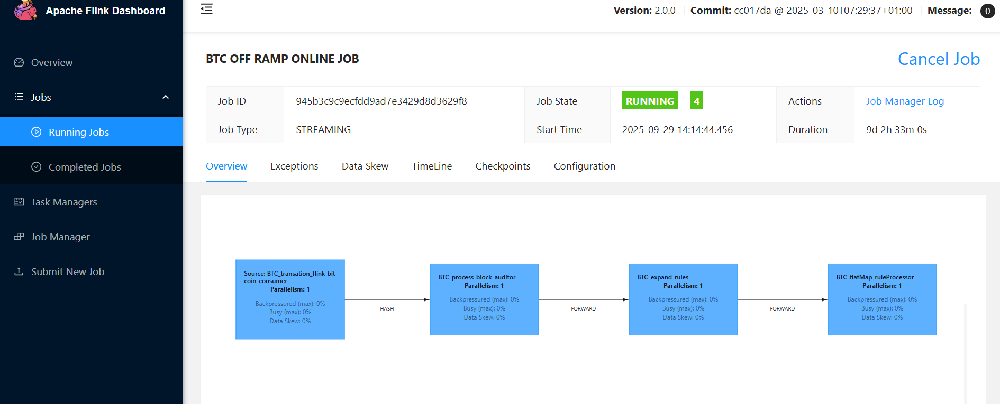 Apache Flink Dashboard
Version: 2.0.0 Commit: cc017da @ 2025-03-10T07:29:37+01:00 Message: 0
Overview
Jobs
Running Jobs
Completed Jobs
Task Managers
Job Manager
Submit New Job
BTC OFF RAMP ONLINE JOB
Cancel Job
Job ID 945b3c9c9ecfdd9ad7e3429d8d3629f8 Job State RUNNING 4 Actions Job Manager Log
Job Type STREAMING Start Time 2025-09-29 14:14:44.456 Duration 9d 2h 33m 0s
Overview Exceptions Data Skew TimeLine Checkpoints Configuration
Source: BTC_transation_flink-bit
coin-consumer
Parallelism: 1
Backpressured (max): 0%
Busy (max): 0%
Data Skew: 0%
HASH
BTC_process_block_auditor
Parallelism: 1
Backpressured (max): 0%
Busy (max): 0%
Data Skew: 0%
FORWARD
BTC_expand_rules
Parallelism: 1
Backpressured (max): 0%
Busy (max): 0%
Data Skew: 0%
FORWARD
BTC_flatMap_ruleProcessor
Parallelism: 1
Backpressured (max): 0%
Busy (max): 0%
Data Skew: 0%